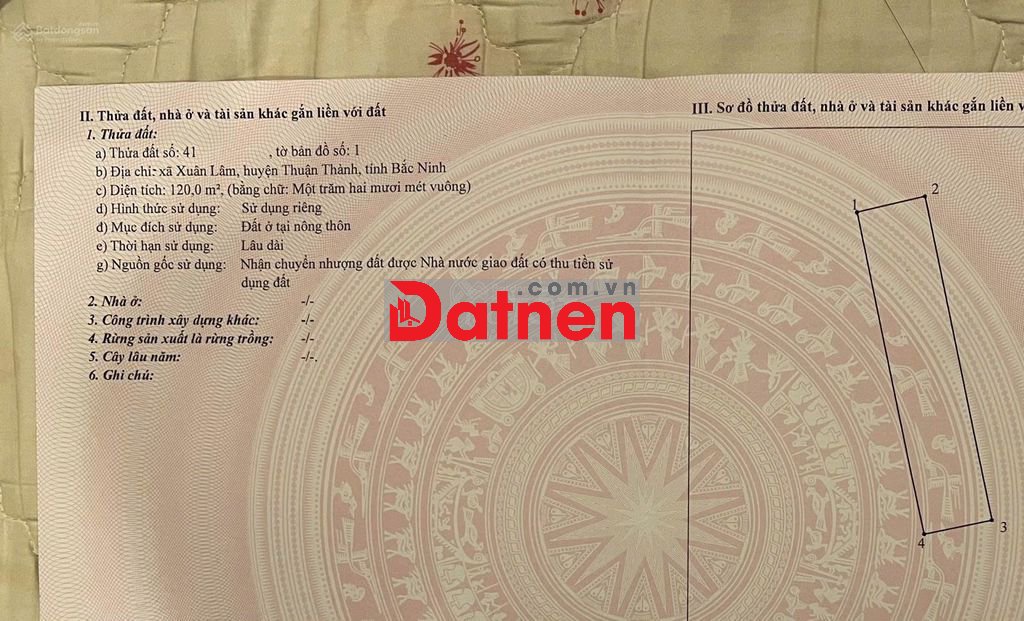 Batdongsan
II. Thửa đất, nhà ở và tài sản khác gắn liền với đất
1. Thửa đất:
a) Thửa đất số: 41 , tờ bản đồ số: 1
b) Địa chỉ: xã Xuân Lâm, huyện Thuận Thành, tỉnh Bắc Ninh
c) Diện tích: 120,0 m², (bằng chữ: Một trăm hai mươi mét vuông)
d) Hình thức sử dụng: Sử dụng riêng
đ) Mục đích sử dụng: Đất ở tại nông thôn
e) Thời hạn sử dụng: Lâu dài
g) Nguồn gốc sử dụng: Nhận chuyển nhượng đất được Nhà nước giao đất có thu tiền sử
dụng đất
2. Nhà ở: -/-
3. Công trình xây dựng khác: -/-
4. Rừng sản xuất là rừng trồng: -/-
5. Cây lâu năm: -/-.
6. Ghi chú:
.com.vn
Datnen
III. Sơ đồ thửa đất, nhà ở và tài sản khác gắn liền v
1
2
3
4